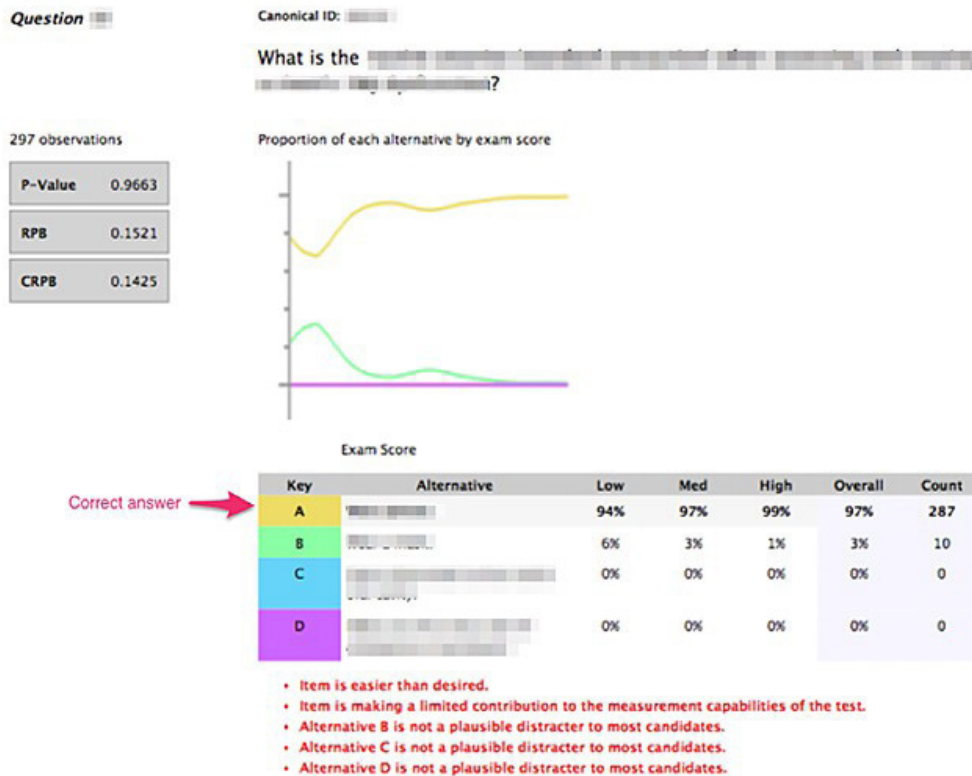 Question
Canonical ID:
What is the
?
297 observations
P-Value 0.9663
RPB 0.1521
CRPB 0.1425
Proportion of each alternative by exam score
Exam Score
Key Alternative Low Med High Overall Count
Correct answer
A 94% 97% 99% 97% 287
B 6% 3% 1% 3% 10
C 0% 0% 0% 0% 0
D 0% 0% 0% 0% 0
• Item is easier than desired.
• Item is making a limited contribution to the measurement capabilities of the test.
• Alternative B is not a plausible distracter to most candidates.
• Alternative C is not a plausible distracter to most candidates.
• Alternative D is not a plausible distracter to most candidates.